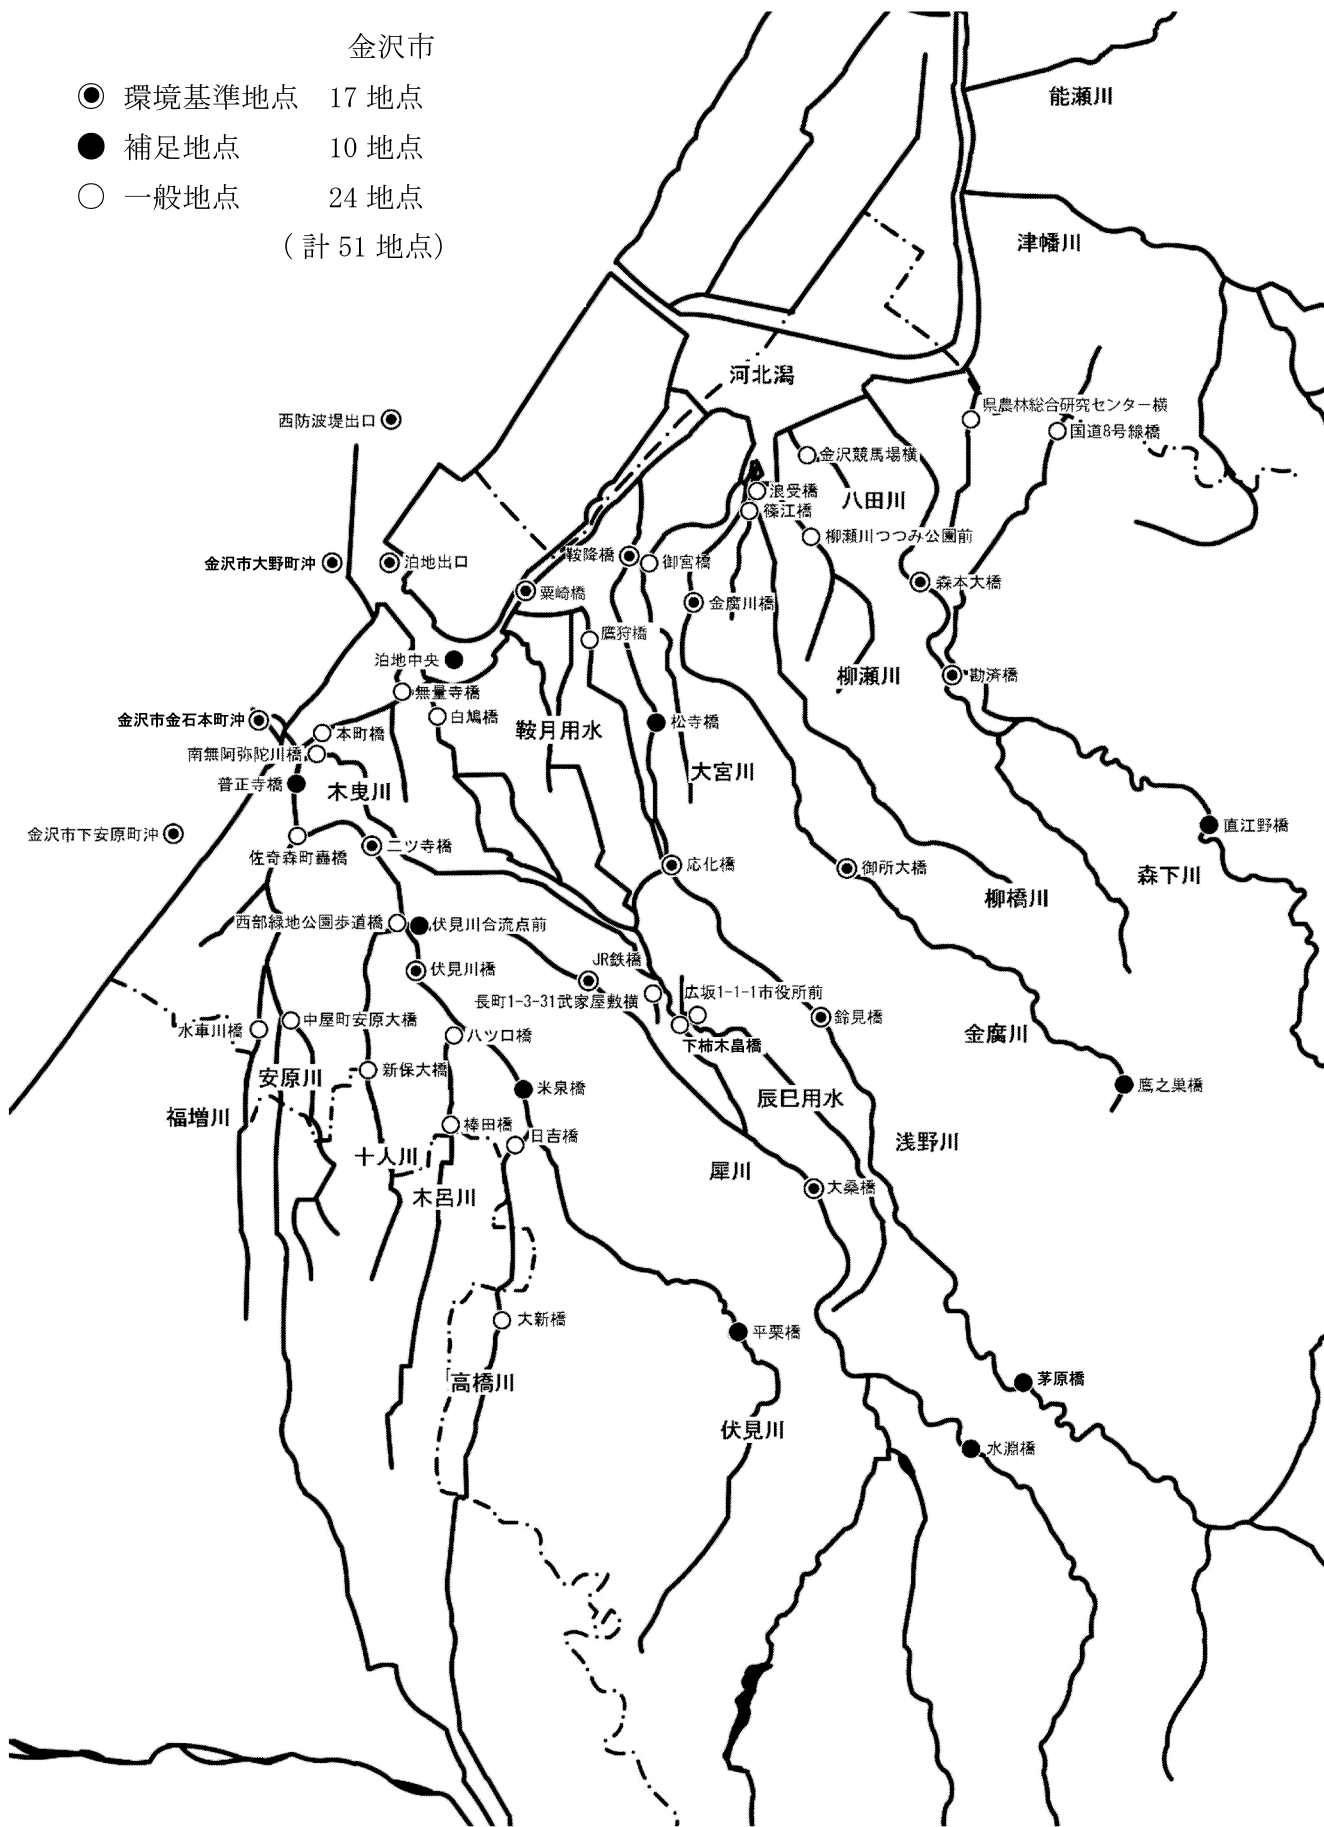 金沢市
環境基準地点 17 地点
補足地点 10 地点
一般地点 24 地点
( 計 51 地点)
能瀬川
津幡川
河北潟
県農林総合研究センター横
西防波堤出口
国道8号線橋
金沢競馬場横
浪受橋
八田川
篠江橋
柳瀬川つつみ公園前
鞍降橋
御宮橋
金沢市大野町沖
泊地出口
森本大橋
粟崎橋
金腐川橋
鷹狩橋
泊地中央
柳瀬川
勘済橋
無量寺橋
白鳩橋
金沢市金石本町沖
松寺橋
鞍月用水
本町橋
南無阿弥陀川橋
大宮川
普正寺橋
木曳川
直江野橋
金沢市下安原町沖
二ツ寺橋
佐奇森町轟橋
応化橋
御所大橋
森下川
柳橋川
西部緑地公園歩道橋
伏見川合流点前
JR鉄橋
伏見川橋
広坂1-1-1市役所前
長町1-3-31武家屋敷横
鈴見橋
中屋町安原大橋
水車川橋
八ツ口橋
金腐川
下柿木畠橋
新保大橋
安原川
鷹之巣橋
米泉橋
辰巳用水
福増川
棒田橋
日吉橋
浅野川
十人川
犀川
大桑橋
木呂川
大新橋
平栗橋
茅原橋
高橋川
伏見川
水淵橋